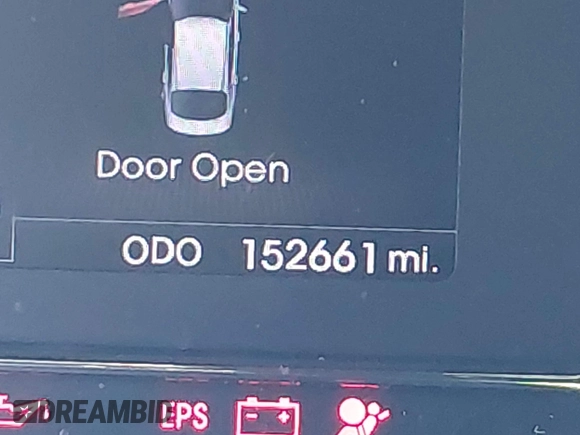 Door Open
ODO 152661 mi.
DREAMBID EPS